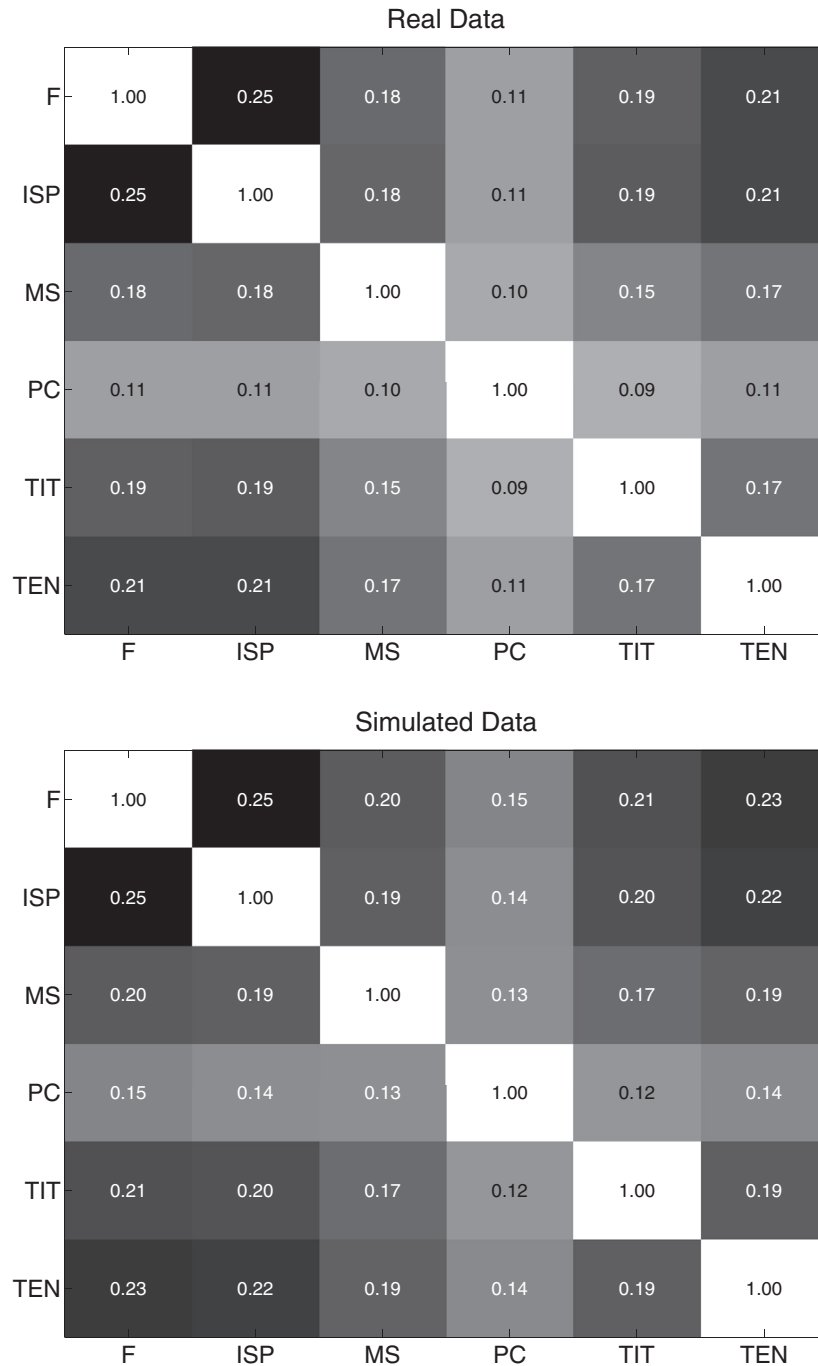 Real Data
F 1.00 0.25 0.18 0.11 0.19 0.21
ISP 0.25 1.00 0.18 0.11 0.19 0.21
MS 0.18 0.18 1.00 0.10 0.15 0.17
PC 0.11 0.11 0.10 1.00 0.09 0.11
TIT 0.19 0.19 0.15 0.09 1.00 0.17
TEN 0.21 0.21 0.17 0.11 0.17 1.00
F ISP MS PC TIT TEN
Simulated Data
F 1.00 0.25 0.20 0.15 0.21 0.23
ISP 0.25 1.00 0.19 0.14 0.20 0.22
MS 0.20 0.19 1.00 0.13 0.17 0.19
PC 0.15 0.14 0.13 1.00 0.12 0.14
TIT 0.21 0.20 0.17 0.12 1.00 0.19
TEN 0.23 0.22 0.19 0.14 0.19 1.00
F ISP MS PC TIT TEN